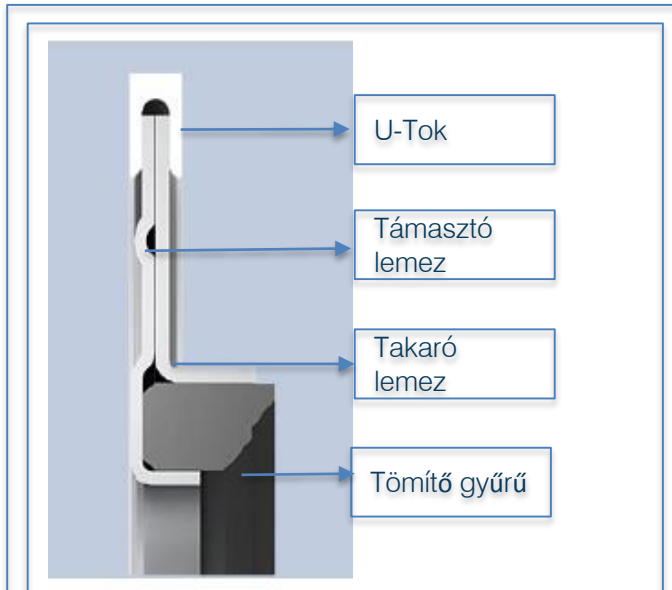 U-Tok
Támasztó
lemez
Takaró
lemez
Tömítő gyűrű